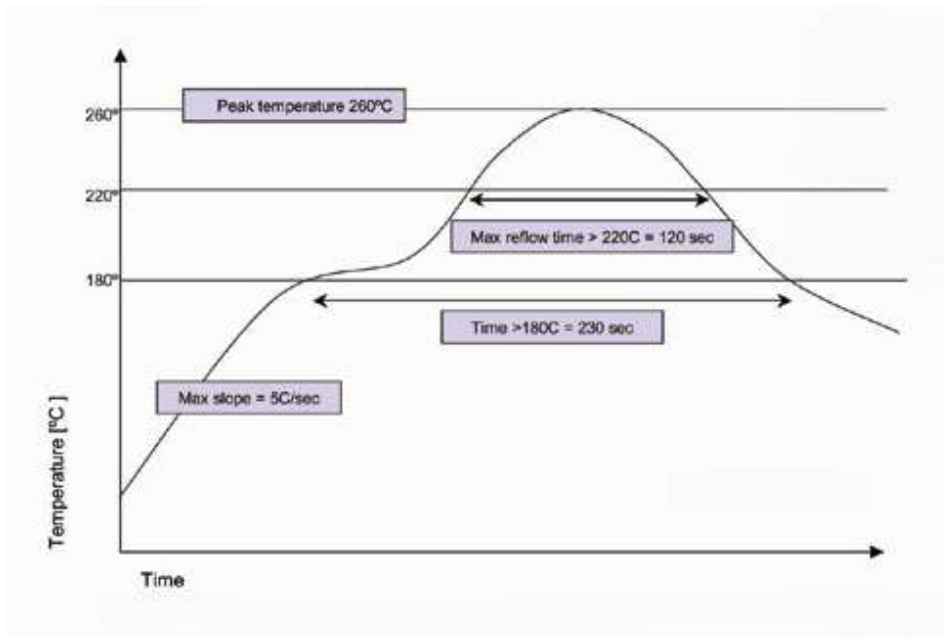 Peak temperature 260ºC
260º
220º
Max reflow time > 220C = 120 sec
180º
Time >180C = 230 sec
Max slope = 5C/sec
Temperature [ºC ]
Time